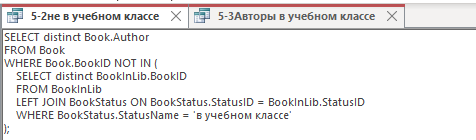 5-2не в учебном классе
5-3Авторы в учебном классе
SELECT distinct Book.Author
FROM Book
WHERE Book.BookID NOT IN (
SELECT distinct BookInLib.BookID
FROM BookInLib
LEFT JOIN BookStatus ON BookStatus.StatusID = BookInLib.StatusID
WHERE BookStatus.StatusName = 'в учебном классе'
);